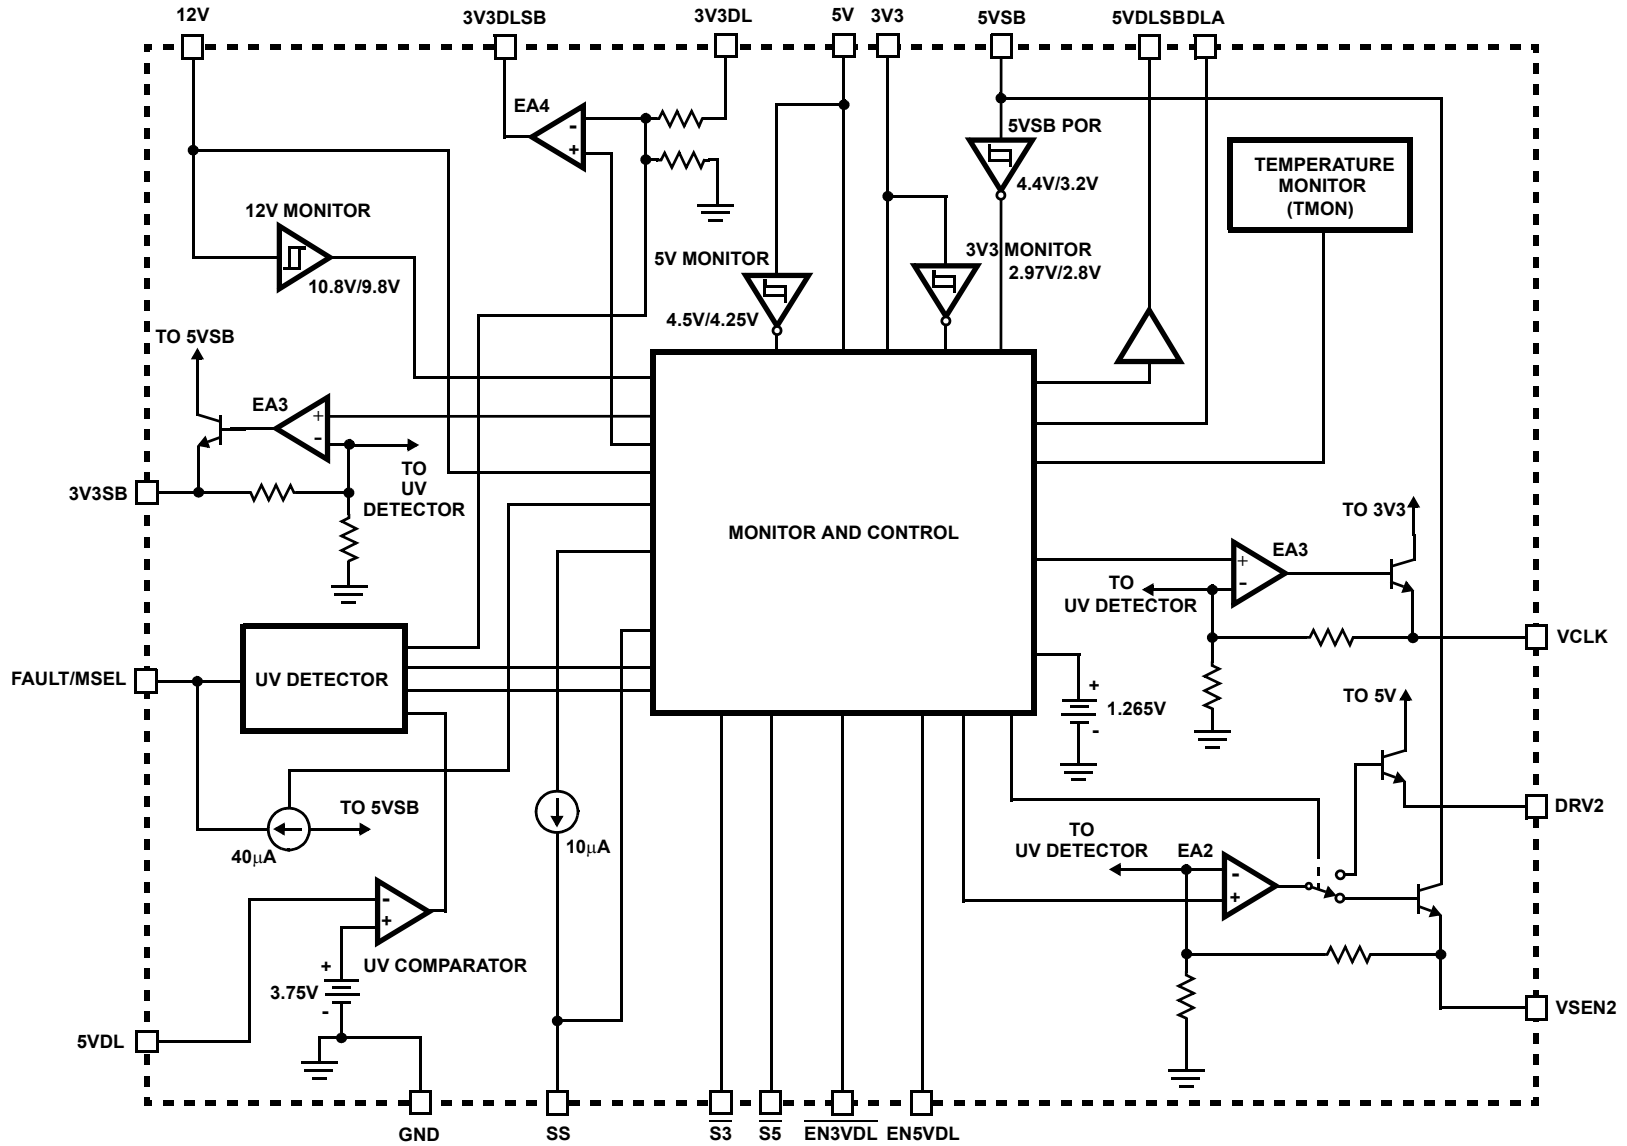 12V
3V3DLSB
3V3DL
5V
3V3
5VSB
5VDLSB
DLA
EA4
-
+
5VSB POR
4.4V/3.2V
TEMPERATURE
MONITOR
(TMON)
12V MONITOR
10.8V/9.8V
5V MONITOR
4.5V/4.25V
3V3 MONITOR
2.97V/2.8V
TO 5VSB
EA3
+
-
TO
UV
DETECTOR
3V3SB
MONITOR AND CONTROL
TO 3V3
EA3
+
-
TO
UV DETECTOR
VCLK
FAULT/MSEL
UV DETECTOR
+
1.265V
-
TO 5V
DRV2
TO 5VSB
40μA
10μA
TO
UV DETECTOR
EA2
-
+
-
+
UV COMPARATOR
+
3.75V
-
VSEN2
5VDL
GND
SS
S̅3̅
S̅5̅
E̅N̅3̅V̅D̅L̅
EN5VDL